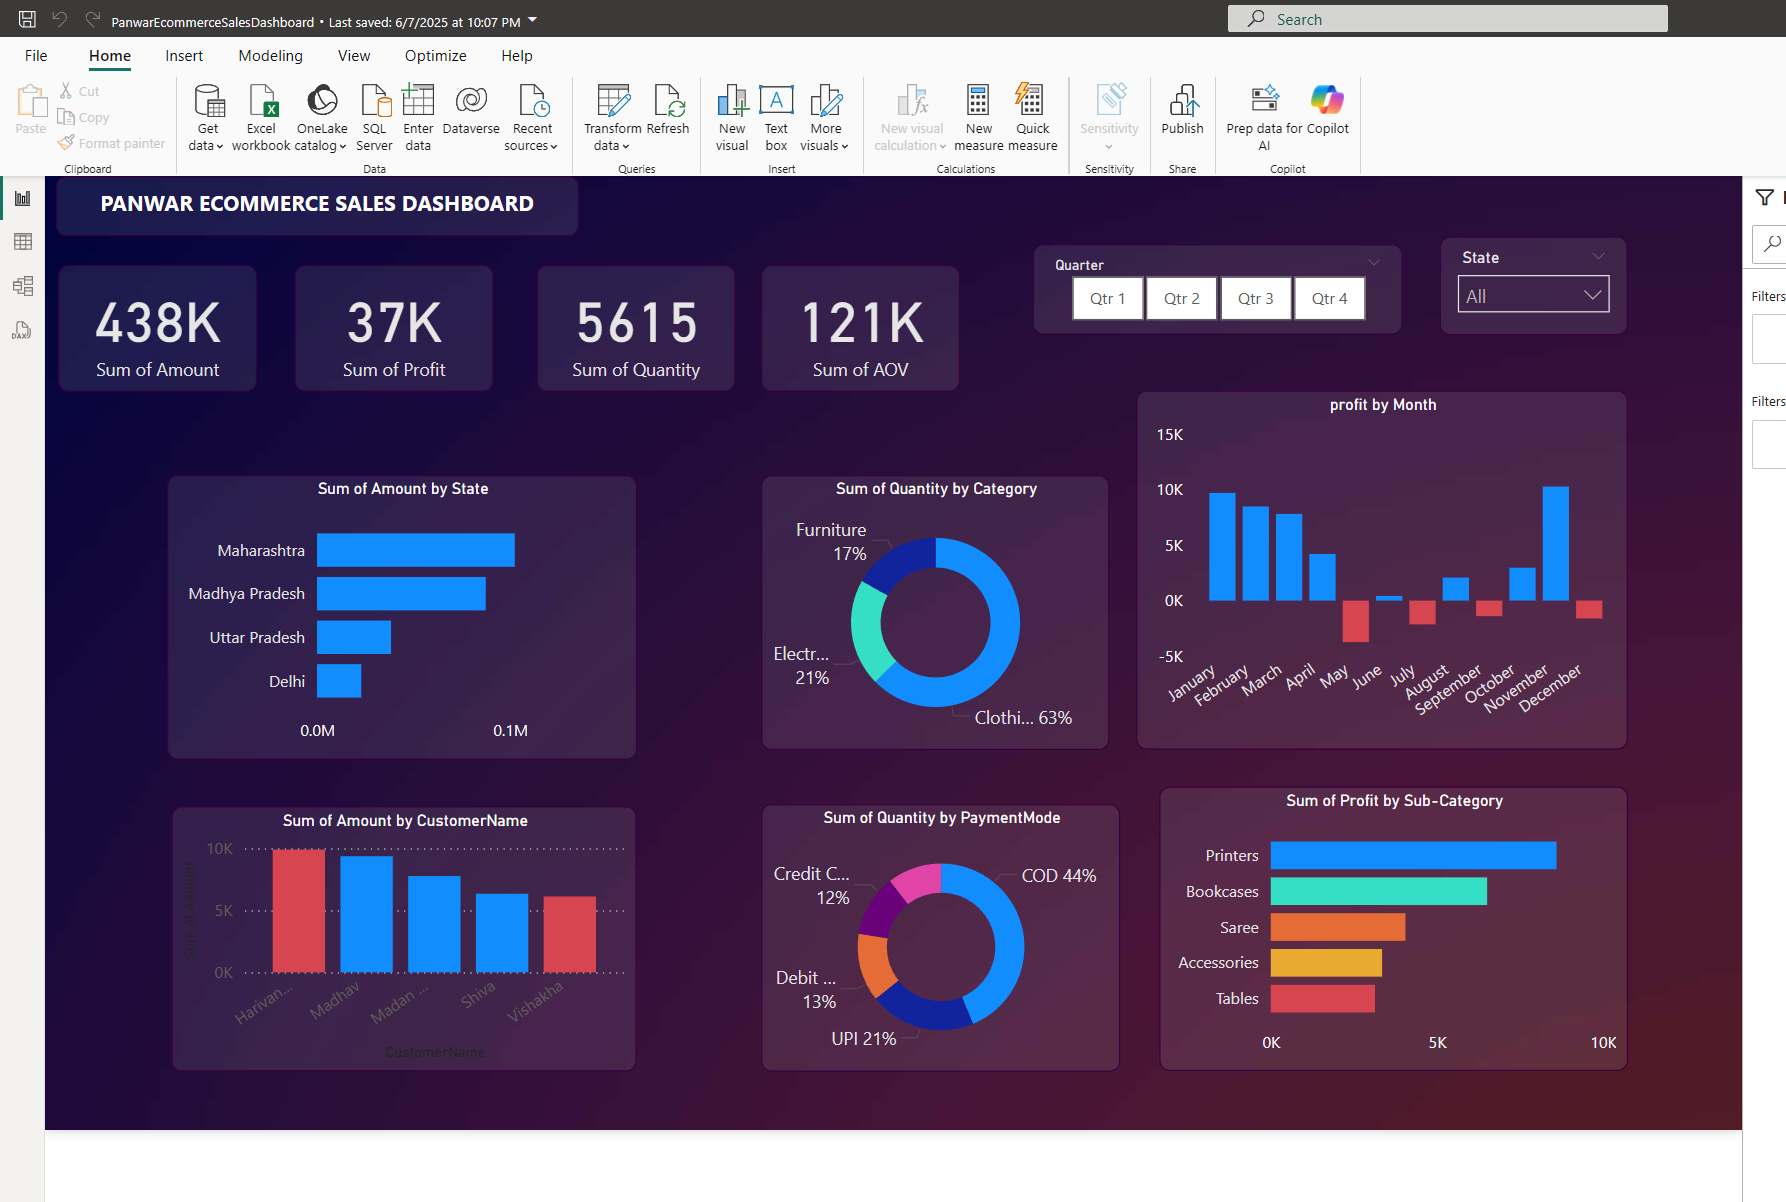 PanwarEcommerceSalesDashboard • Last saved: 6/7/2025 at 10:07 PM
Search
File Home Insert Modeling View Optimize Help
Paste
Cut
Copy
Format painter
Clipboard
Get data
Excel workbook
OneLake catalog
SQL Server
Enter data
Dataverse
Recent sources
Data
Transform data
Refresh
Queries
New visual
Text box
More visuals
Insert
New visual calculation
New measure
Quick measure
Calculations
Sensitivity
Sensitivity
Publish
Share
Prep data for AI
Copilot
Copilot
DAX
PANWAR ECOMMERCE SALES DASHBOARD
438K
Sum of Amount
37K
Sum of Profit
5615
Sum of Quantity
121K
Sum of AOV
Quarter
Qtr 1 Qtr 2 Qtr 3 Qtr 4
State
All
Filters
Filters
Sum of Amount by State
Maharashtra
Madhya Pradesh
Uttar Pradesh
Delhi
0.0M 0.1M
Sum of Quantity by Category
Furniture
17%
Electr...
21%
Clothi... 63%
profit by Month
15K
10K
5K
0K
-5K
January February March April May June July August September October November December
Sum of Amount by CustomerName
Sum of Amount
10K
5K
0K
Harivan... Madhav Madan ... Shiva Vishakha
CustomerName
Sum of Quantity by PaymentMode
Credit C...
12%
COD 44%
Debit ...
13%
UPI 21%
Sum of Profit by Sub-Category
Printers
Bookcases
Saree
Accessories
Tables
0K 5K 10K